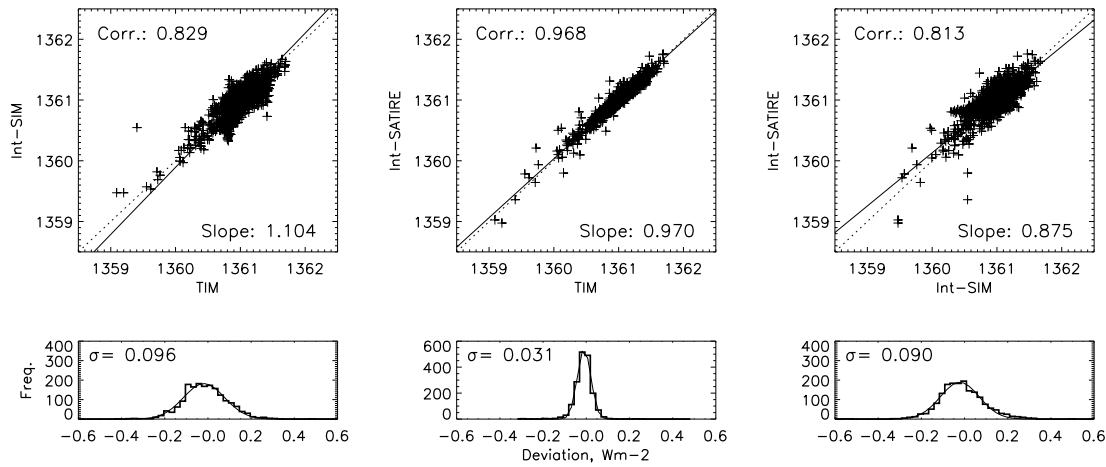 Corr.: 0.829
1362
1361
1360
1359
Int-SIM
Slope: 1.104
1359 1360 1361 1362
TIM
Corr.: 0.968
1362
1361
1360
1359
Int-SATIRE
Slope: 0.970
1359 1360 1361 1362
TIM
Corr.: 0.813
1362
1361
1360
1359
Int-SATIRE
Slope: 0.875
1359 1360 1361 1362
Int-SIM
σ= 0.096
400
300
200
100
0
Freq.
-0.6 -0.4 -0.2 -0.0 0.2 0.4 0.6
σ= 0.031
600
400
200
0
-0.6 -0.4 -0.2 -0.0 0.2 0.4 0.6
Deviation, Wm-2
σ= 0.090
400
300
200
100
0
-0.6 -0.4 -0.2 -0.0 0.2 0.4 0.6